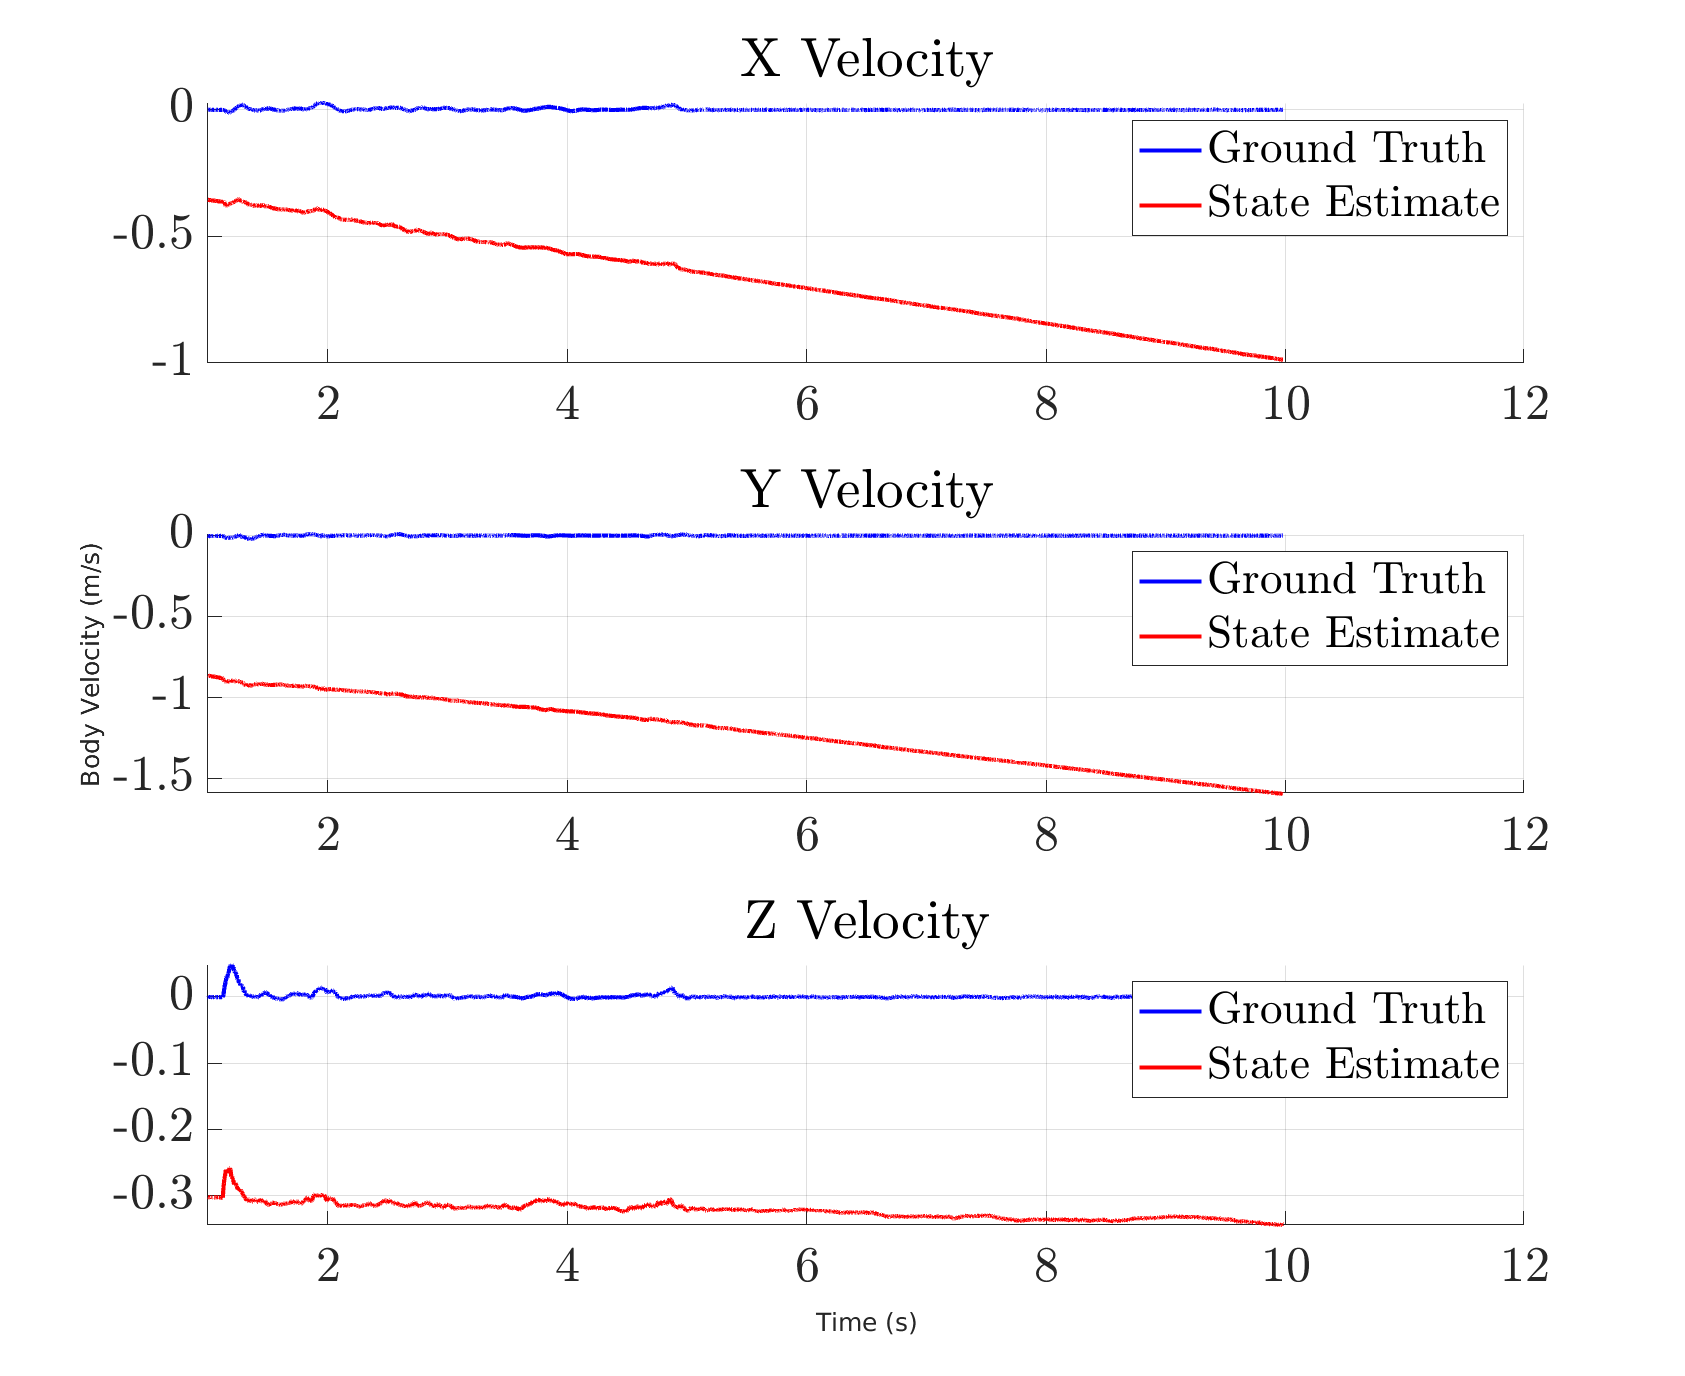 X Velocity
0
-0.5
-1
2 4 6 8 10 12
Ground Truth
State Estimate
Y Velocity
Body Velocity (m/s)
0
-0.5
-1
-1.5
2 4 6 8 10 12
Ground Truth
State Estimate
Z Velocity
0
-0.1
-0.2
-0.3
2 4 6 8 10 12
Ground Truth
State Estimate
Time (s)